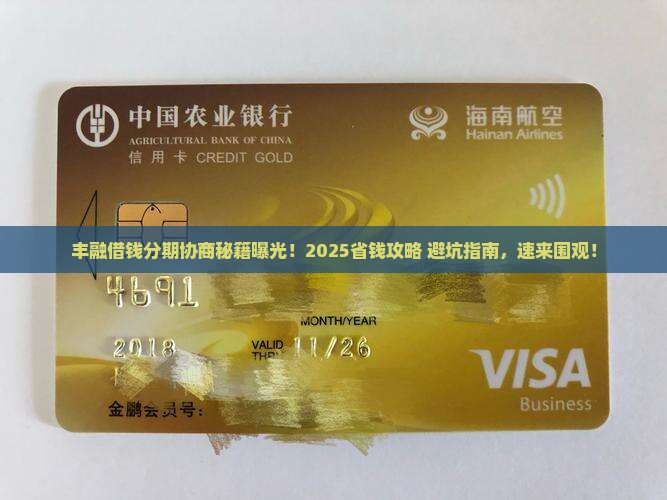 中国农业银行
AGRICULTURAL BANK OF CHINA
信用卡 CREDIT GOLD
海南航空
Hainan Airlines
丰融借钱分期协商秘籍曝光！2025省钱攻略 避坑指南，速来围观！
4691
MONTH/YEAR
2018
VALID
THRU 11/26
VISA
Business
金鹏会员号：